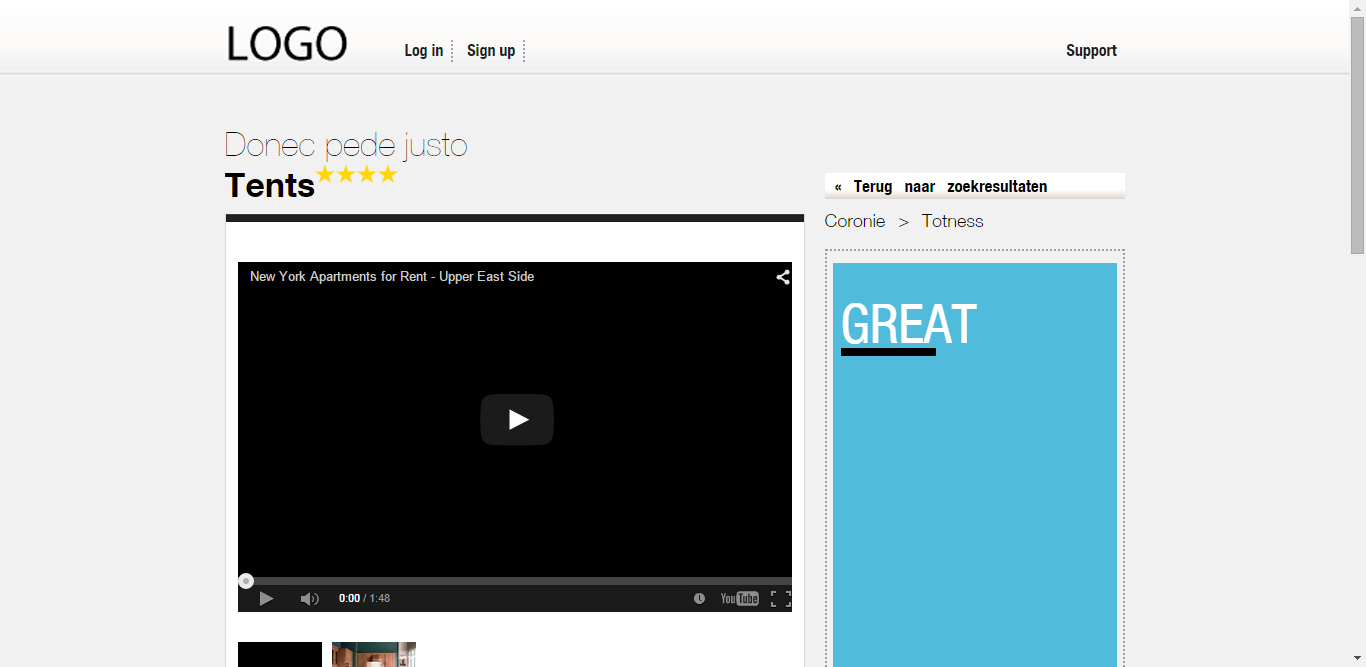 LOGO
Log in
Sign up
Support
Donec pede justo
Tents
« Terug naar zoekresultaten
Coronie > Totness
New York Apartments for Rent - Upper East Side
GREAT
0:00 / 1:48
YouTube